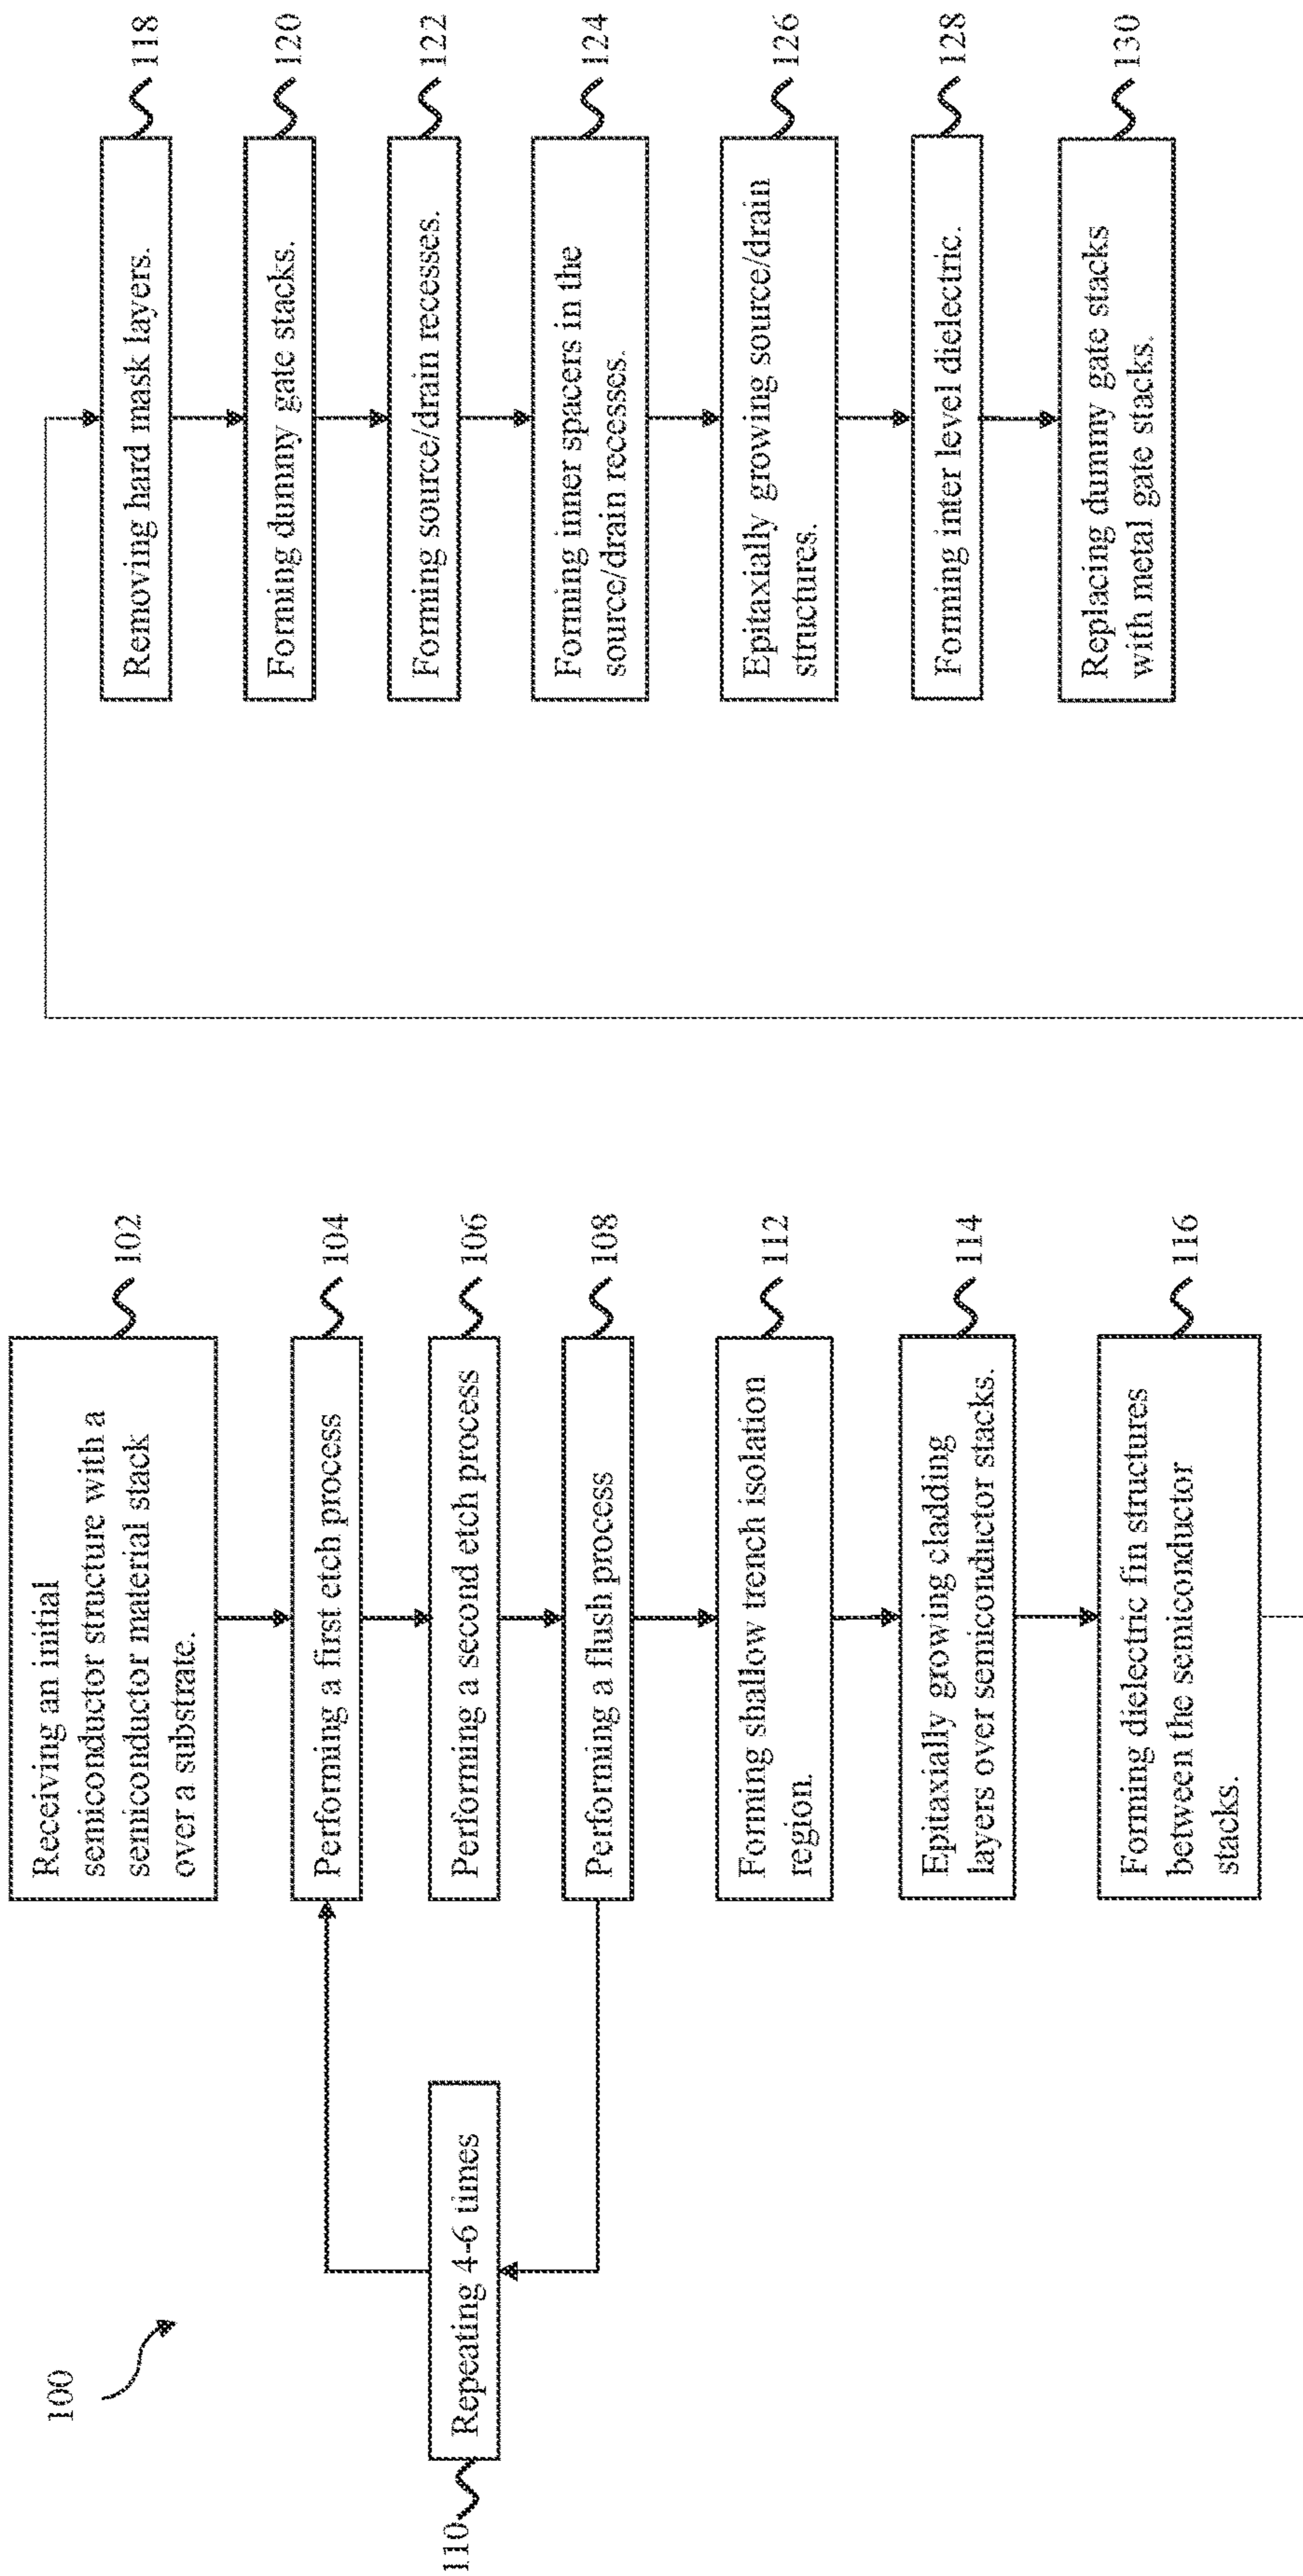 100
Receiving an initial
semiconductor structure with a
semiconductor material stack
over a substrate.
102
Performing a first etch process
104
Performing a second etch process
106
Performing a flush process
108
Repeating 4-6 times
110
Forming shallow trench isolation
region.
112
Epitaxially growing cladding
layers over semiconductor stacks.
114
Forming dielectric fin structures
between the semiconductor
stacks.
116
Removing hard mask layers.
118
Forming dummy gate stacks.
120
Forming source/drain recesses.
122
Forming inner spacers in the
source/drain recesses.
124
Epitaxially growing source/drain
structures.
126
Forming inter level dielectric.
128
Replacing dummy gate stacks
with metal gate stacks.
130